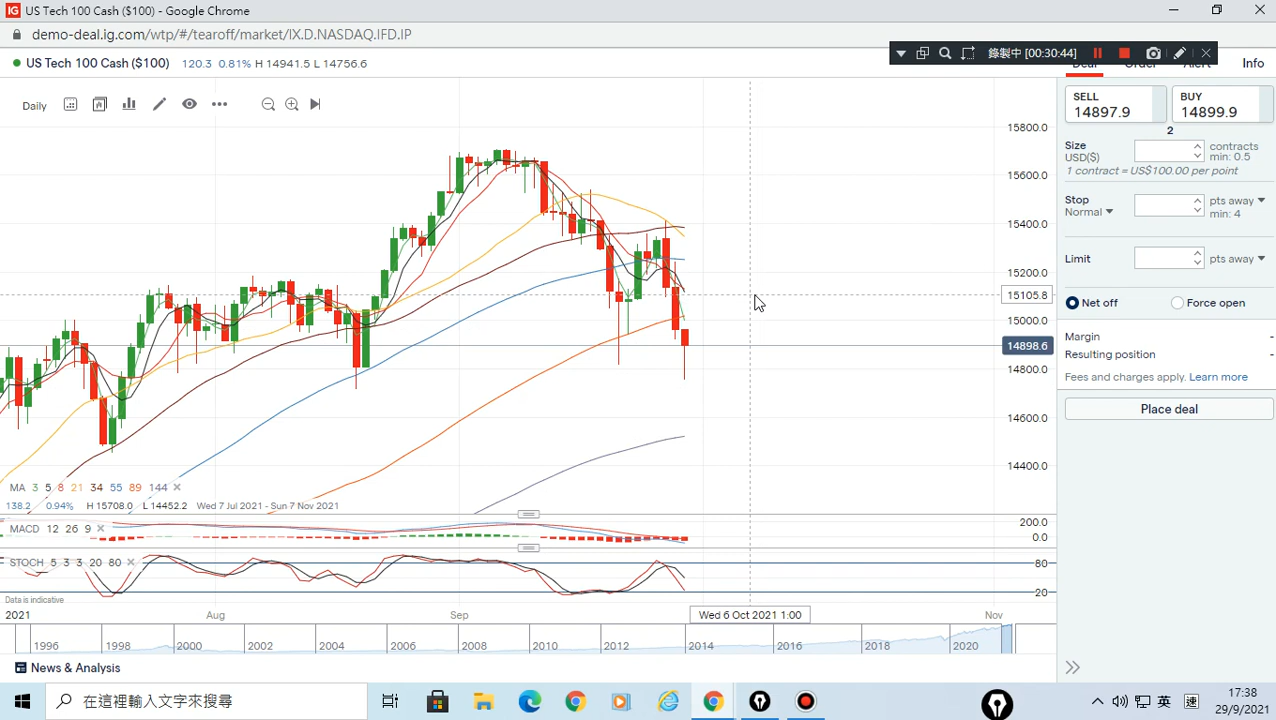 IG US Tech 100 Cash ($100) - Google Chrome
demo-deal.ig.com/wtp/#/tearoff/market/IX.D.NASDAQ.IFD.IP
錄製中 [00:30:44]
US Tech 100 Cash ($100) 120.3 0.81% H 14941.5 L 14756.6
Deal Order Alert Info
Daily
SELL BUY
14897.9 14899.9
2
Size contracts
USD($) min: 0.5
1 contract = US$100.00 per point
Stop pts away
Normal min: 4
Limit pts away
Net off Force open
Margin -
Resulting position -
Fees and charges apply. Learn more
Place deal
15800.0
15600.0
15400.0
15200.0
15105.8
15000.0
14898.6
14800.0
14600.0
14400.0
MA 3 5 8 21 34 55 89 144
138.2 0.94% H 15708.0 L 14452.2 Wed 7 Jul 2021 - Sun 7 Nov 2021
MACD 12 26 9
200.0
0.0
STOCH 5 3 3 20 80
80
20
Data is indicative
2021 Aug Sep Wed 6 Oct 2021 1:00 Nov
1996 1998 2000 2002 2004 2006 2008 2010 2012 2014 2016 2018 2020
News & Analysis
在這裡輸入文字來搜尋
英
17:38
29/9/2021